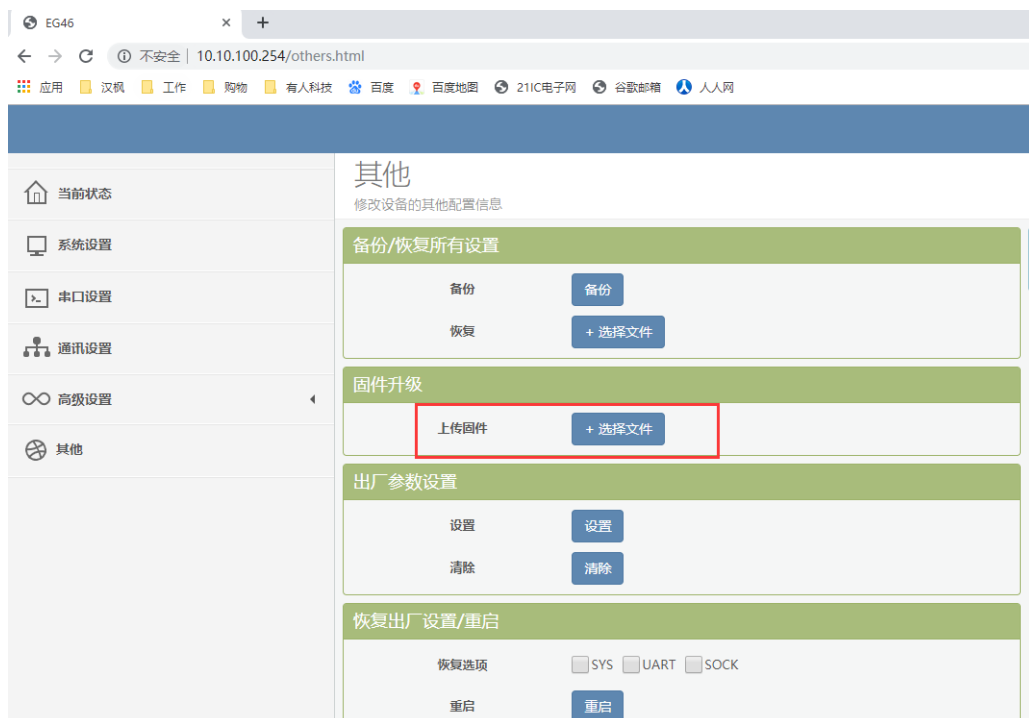 EG46
不安全 | 10.10.100.254/others.html
应用 汉枫 工作 购物 有人科技 百度 百度地图 21IC电子网 谷歌邮箱 人人网
当前状态
系统设置
串口设置
通讯设置
高级设置
其他
其他
修改设备的其他配置信息
备份/恢复所有设置
备份 备份
恢复 + 选择文件
固件升级
上传固件 + 选择文件
出厂参数设置
设置 设置
清除 清除
恢复出厂设置/重启
恢复选项 SYS UART SOCK
重启 重启